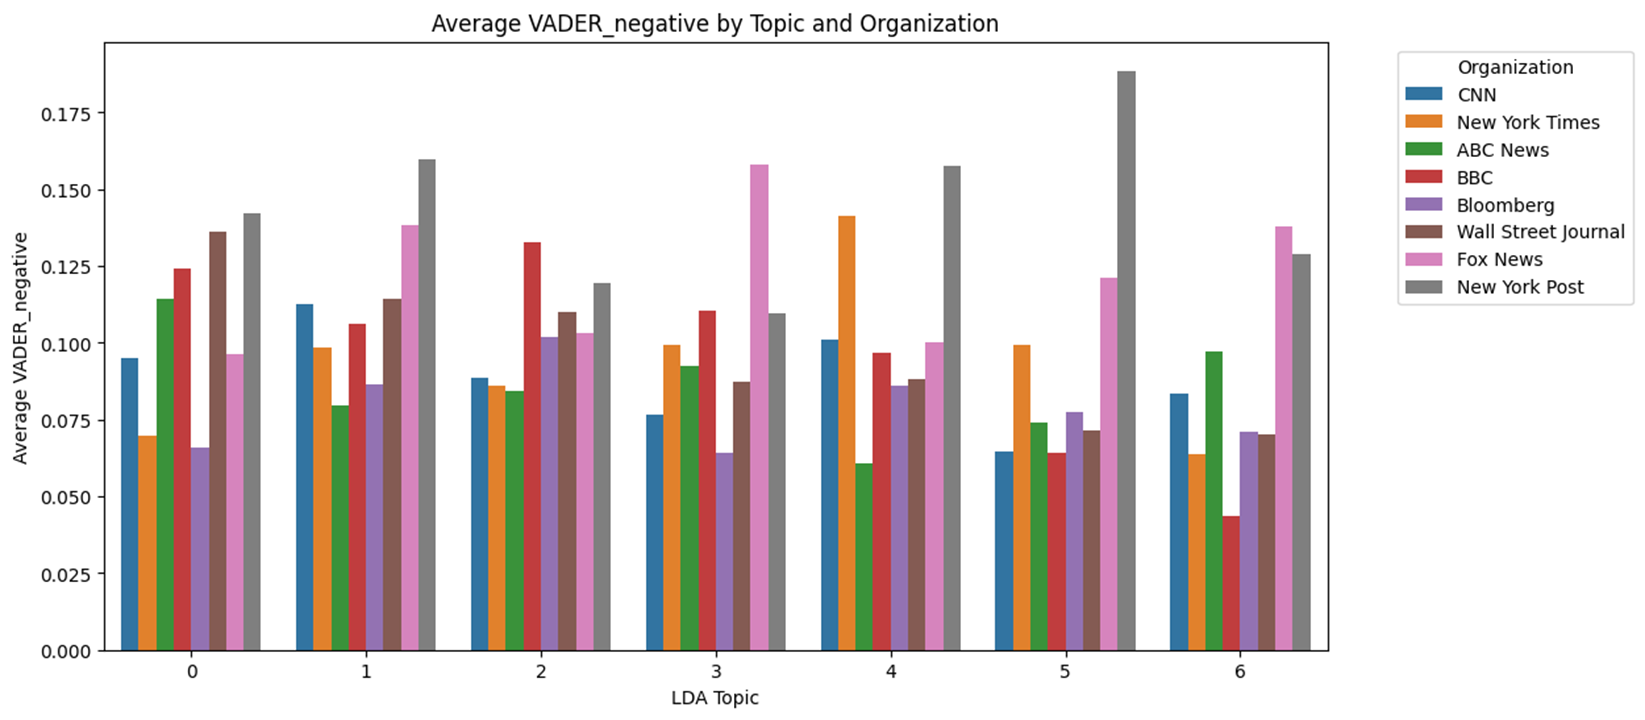 Average VADER_negative by Topic and Organization
Average VADER_negative
0.175
0.150
0.125
0.100
0.075
0.050
0.025
0.000
0 1 2 3 4 5 6
LDA Topic
Organization
CNN
New York Times
ABC News
BBC
Bloomberg
Wall Street Journal
Fox News
New York Post